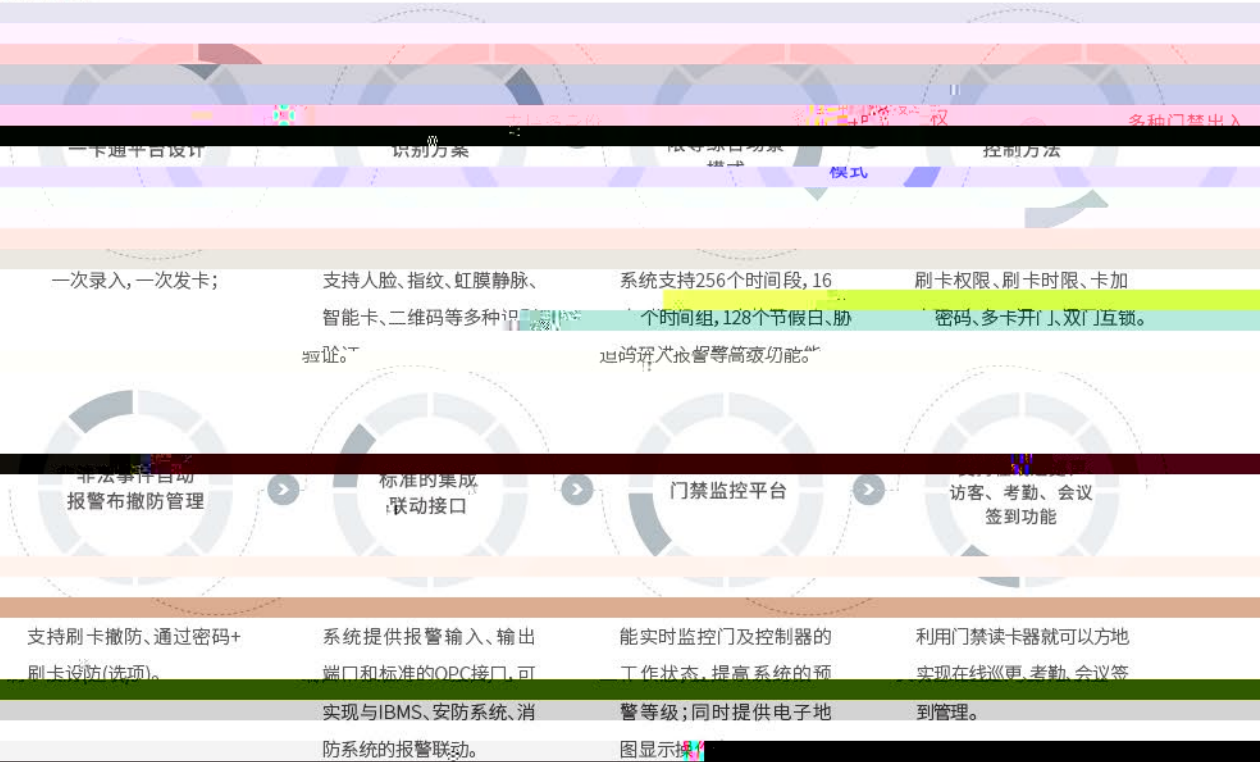 一卡通平台设计
识别方案
模式
模式
多种门禁出入
控制方法
一次录入,一次发卡;
支持人脸、指纹、虹膜静脉、
智能卡、二维码等多种识
验证。
系统支持256个时间段,16
个时间组,128个节假日、胁
迫码开关报警等高级功能
刷卡权限、刷卡时限、卡加
密码、多卡开门、双门互锁。
非法事件自动
报警布撤防管理
标准的集成
联动接口
门禁监控平台
访客、考勤、会议
签到功能
支持刷卡撤防、通过密码+
刷卡设防(选项)。
系统提供报警输入、输出
端口和标准的OPC接口,可
实现与IBMS、安防系统、消
防系统的报警联动。
能实时监控门及控制器的
工作状态,提高系统的预
警等级;同时提供电子地
图显示操
利用门禁读卡器就可以方地
实现在线巡更、考勤、会议签
到管理。